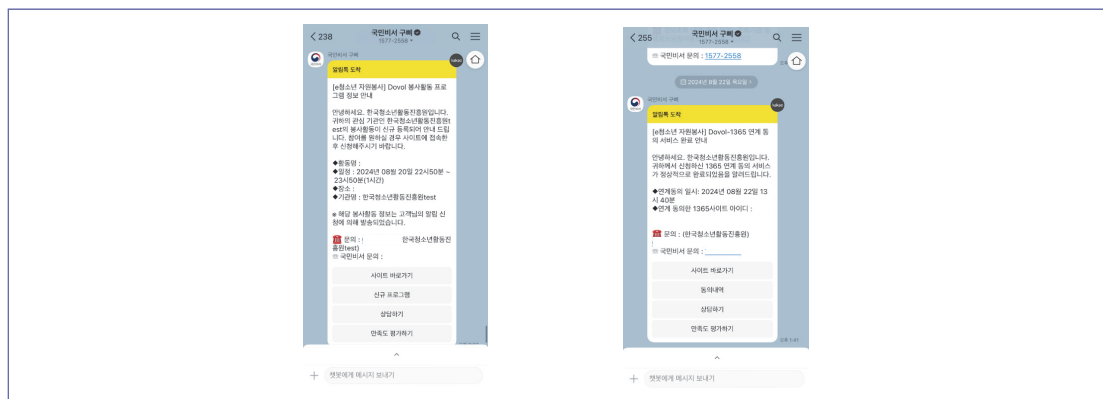 238
국민비서 구삐
1577-2558
국민비서 구삐
kakao
알림톡 도착
[e청소년 자원봉사] Dovol 봉사활동 프로
그램 정보 안내
안녕하세요. 한국청소년활동진흥원입니다.
귀하의 관심 기관인 한국청소년활동진흥원t
est의 봉사활동이 신규 등록되어 안내 드립
니다. 참여를 원하실 경우 사이트에 접속한
후 신청해주시기 바랍니다.
◆활동명 :
◆일정 : 2024년 08월 20일 22시50분 ~
23시50분(1시간)
◆장소 :
◆기관명 : 한국청소년활동진흥원test
※ 해당 봉사활동 정보는 고객님의 알림 신
청에 의해 발송되었습니다.
☎ 문의 : 한국청소년활동진
흥원test)
☏ 국민비서 문의 :
사이트 바로가기
신규 프로그램
상담하기
만족도 평가하기
챗봇에게 메시지 보내기
255
국민비서 구삐
1577-2558
☏ 국민비서 문의 : 1577-2558
2024년 8월 22일 목요일
국민비서 구삐
kakao
알림톡 도착
[e청소년 자원봉사] Dovol-1365 연계 동
의 서비스 완료 안내
안녕하세요. 한국청소년활동진흥원입니다.
귀하께서 신청하신 1365 연계 동의 서비스
가 정상적으로 완료되었음을 알려드립니다.
◆연계동의 일시: 2024년 08월 22일 13
시 40분
◆연계 동의한 1365사이트 아이디 :
☎ 문의 : (한국청소년활동진흥원)
☏ 국민비서 문의 :
사이트 바로가기
동의내역
상담하기
만족도 평가하기
오후 1:41
챗봇에게 메시지 보내기